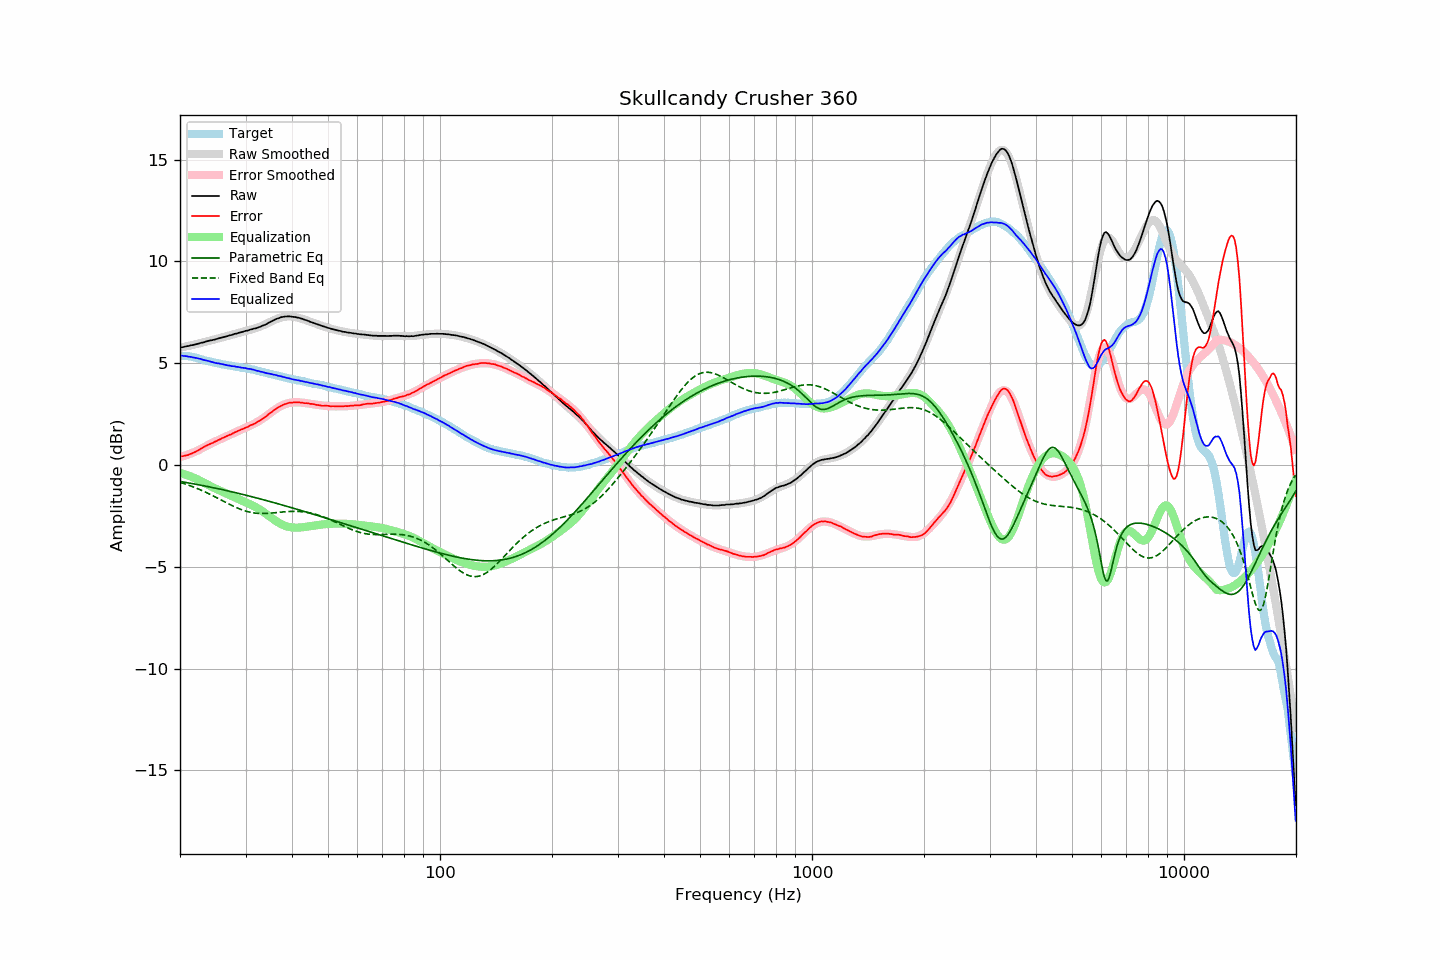 Skullcandy Crusher 360
Target
Raw Smoothed
Error Smoothed
Raw
Error
Equalization
Parametric Eq
Fixed Band Eq
Equalized
15
10
5
0
−5
−10
−15
Amplitude (dBr)
100
1000
10000
Frequency (Hz)